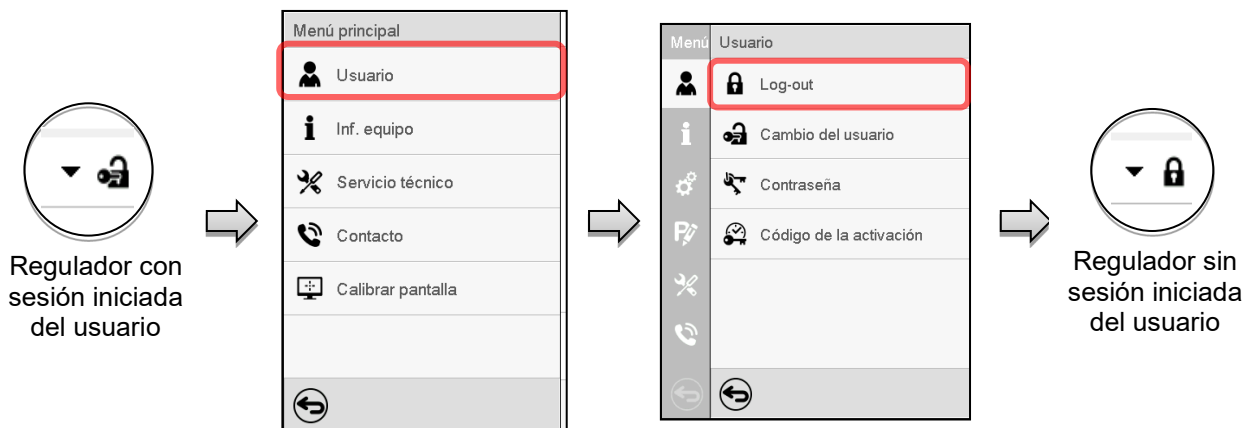 Regulador con
sesión iniciada
del usuario
Menú principal
Usuario
Inf. equipo
Servicio técnico
Contacto
Calibrar pantalla
Menú
Usuario
Log-out
Cambio del usuario
Contraseña
Código de la activación
Regulador sin
sesión iniciada
del usuario